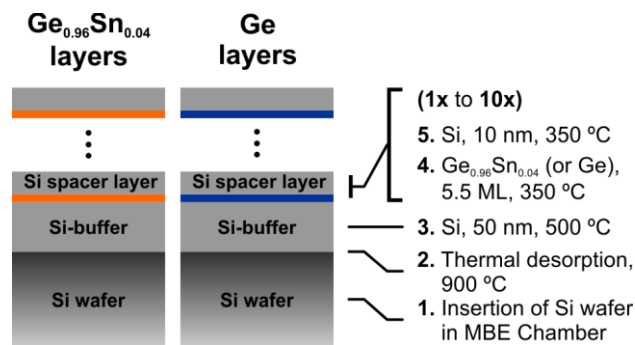 Ge0.96Sn0.04
layers
Ge
layers
Si spacer layer
Si-buffer
Si wafer
Si spacer layer
Si-buffer
Si wafer
(1x to 10x)
5. Si, 10 nm, 350 ºC
4. Ge0.96Sn0.04 (or Ge),
5.5 ML, 350 ºC
3. Si, 50 nm, 500 ºC
2. Thermal desorption,
900 ºC
1. Insertion of Si wafer
in MBE Chamber